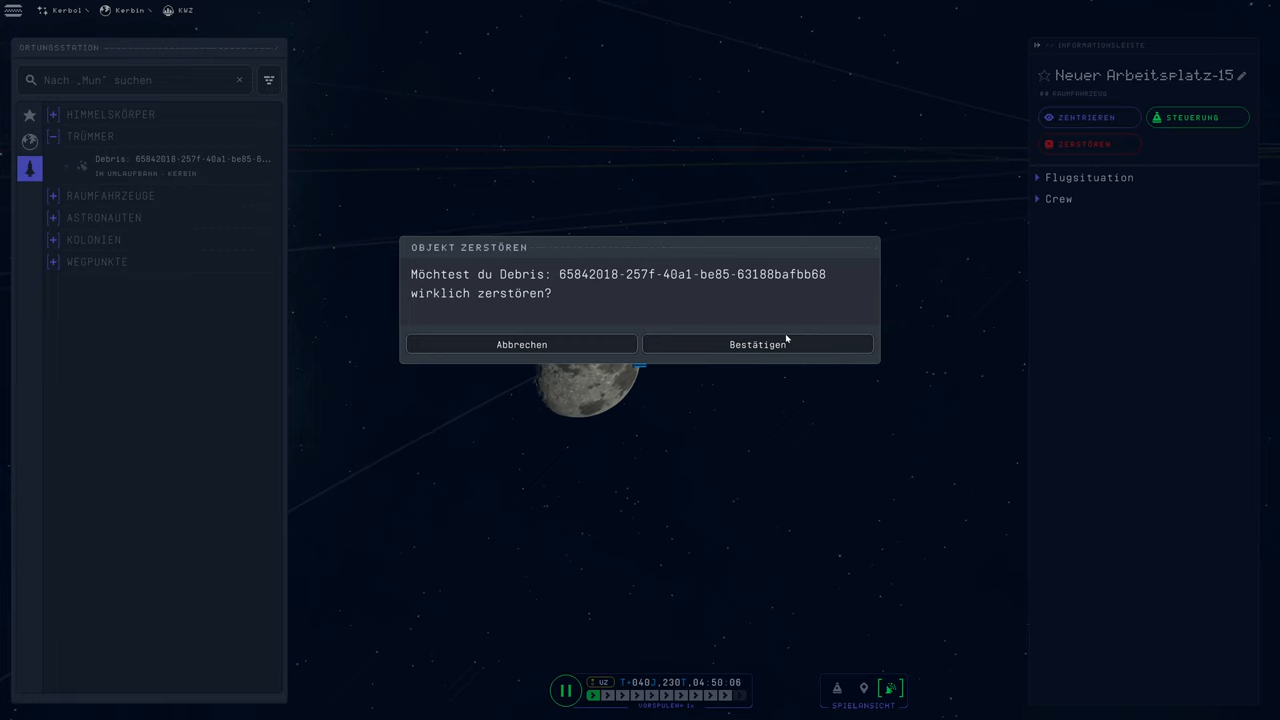 Kerbol
Kerbin
KWZ
ORTUNGSSTATION
Nach „Mun“ suchen
HIMMELSKÖRPER
TRÜMMER
Debris: 65842018-257f-40a1-be85-6...
IN UMLAUFBAHN - KERBIN
RAUMFAHRZEUGE
ASTRONAUTEN
KOLONIEN
WEGPUNKTE
OBJEKT ZERSTÖREN
Möchtest du Debris: 65842018-257f-40a1-be85-63188bafbb68
wirklich zerstören?
Abbrechen
Bestätigen
INFORMATIONSLEISTE
Neuer Arbeitsplatz-15
RAUMFAHRZEUG
ZENTRIEREN
STEUERUNG
ZERSTÖREN
Flugsituation
Crew
UZ
T+040J,230T,04:50:06
VORSPULEN• 1x
SPIELANSICHT